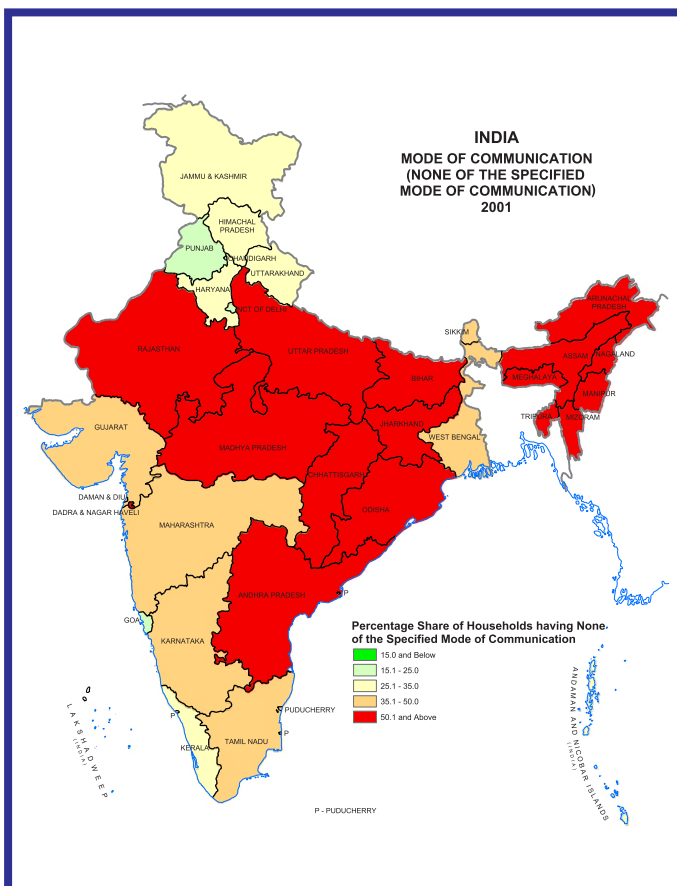 INDIA
MODE OF COMMUNICATION
(NONE OF THE SPECIFIED
MODE OF COMMUNICATION)
2001
JAMMU & KASHMIR
HIMACHAL
PRADESH
PUNJAB
CHANDIGARH
UTTARAKHAND
HARYANA
NCT OF DELHI
ARUNACHAL
PRADESH
SIKKIM
RAJASTHAN
UTTAR PRADESH
ASSAM
NAGALAND
BIHAR
MEGHALAYA
MANIPUR
TRIPURA
MIZORAM
GUJARAT
JHARKHAND
WEST BENGAL
MADHYA PRADESH
CHHATTISGARH
DAMAN & DIU
DADRA & NAGAR HAVELI
ODISHA
MAHARASHTRA
ANDHRA PRADESH
P
GOA
KARNATAKA
Percentage Share of Households having None
of the Specified Mode of Communication
15.0 and Below
15.1 - 25.0
25.1 - 35.0
35.1 - 50.0
50.1 and Above
LAKSHADWEEP
(INDIA)
P
PUDUCHERRY
P
KERALA
TAMIL NADU
ANDAMAN AND NICOBAR ISLANDS
(INDIA)
P - PUDUCHERRY